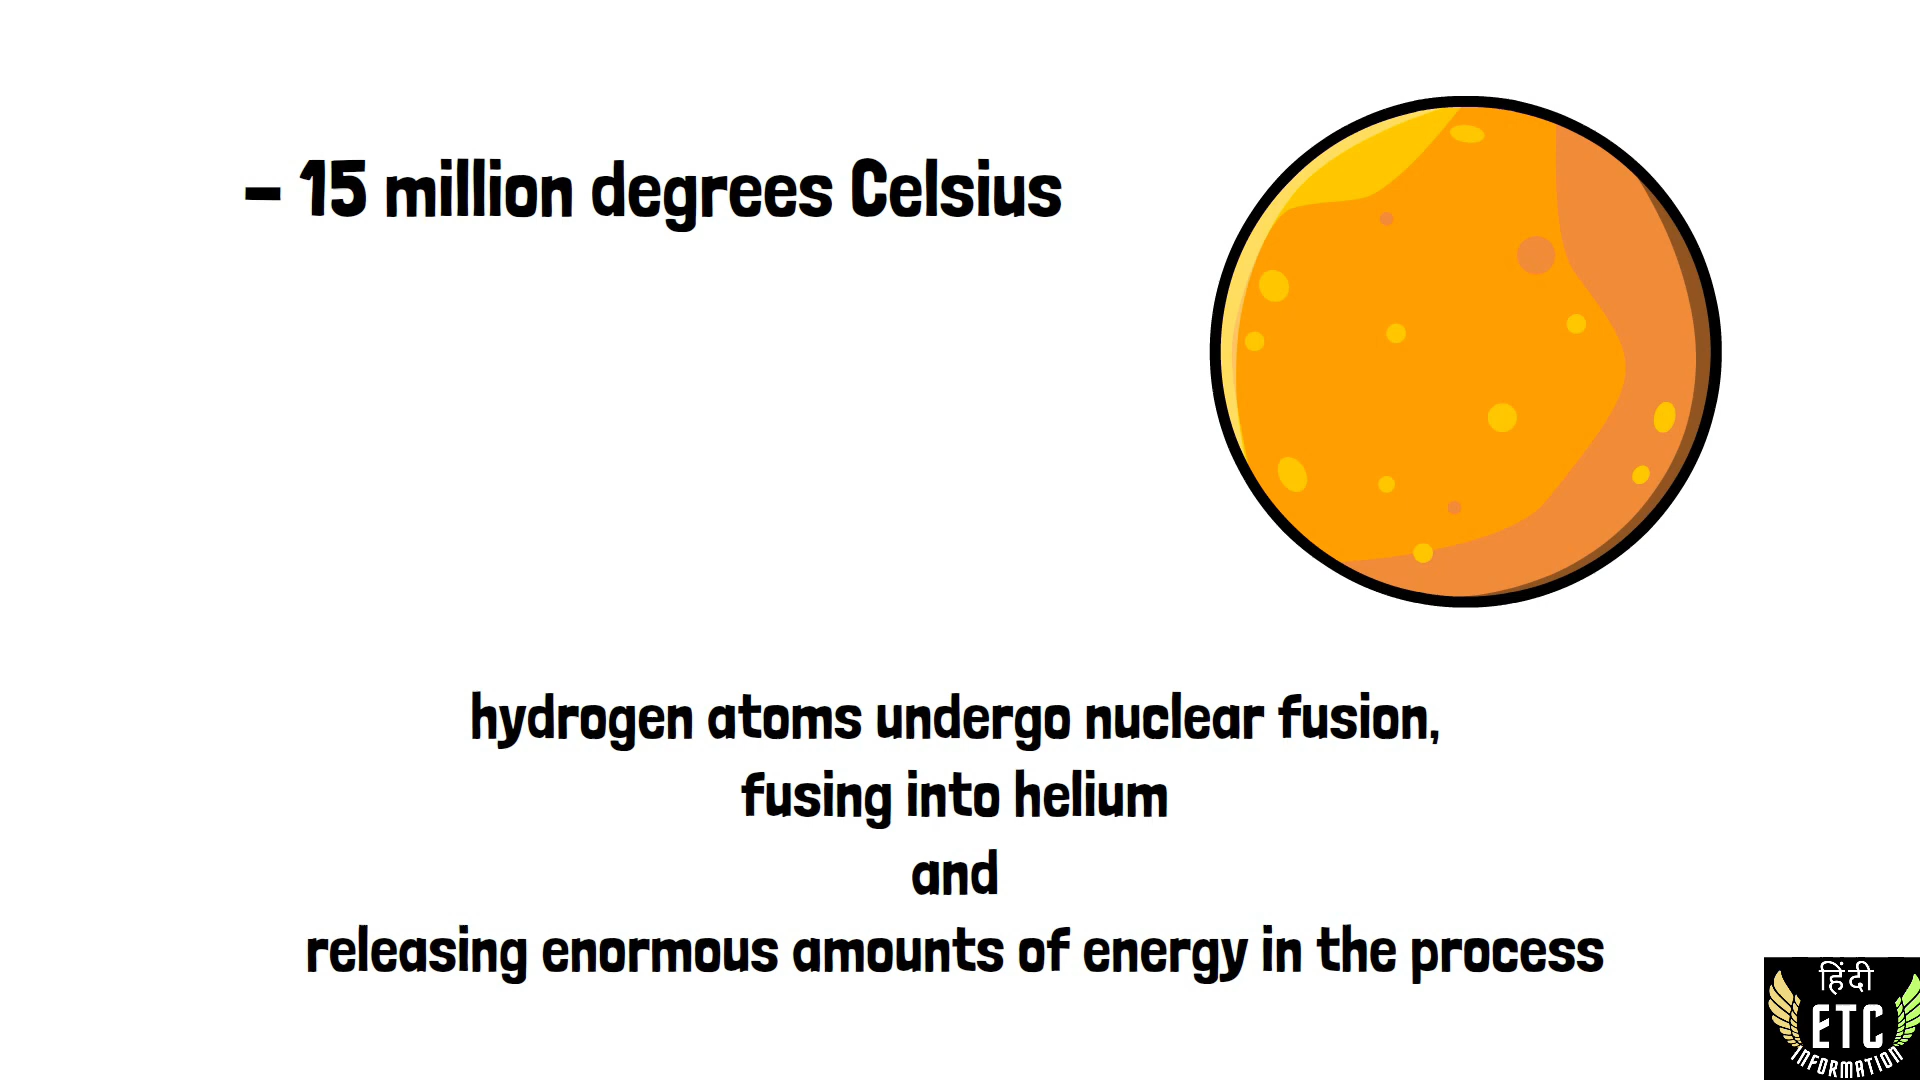 – 15 million degrees Celsius
hydrogen atoms undergo nuclear fusion,
fusing into helium
and
releasing enormous amounts of energy in the process
हिंदी
ETC
INFORMATION